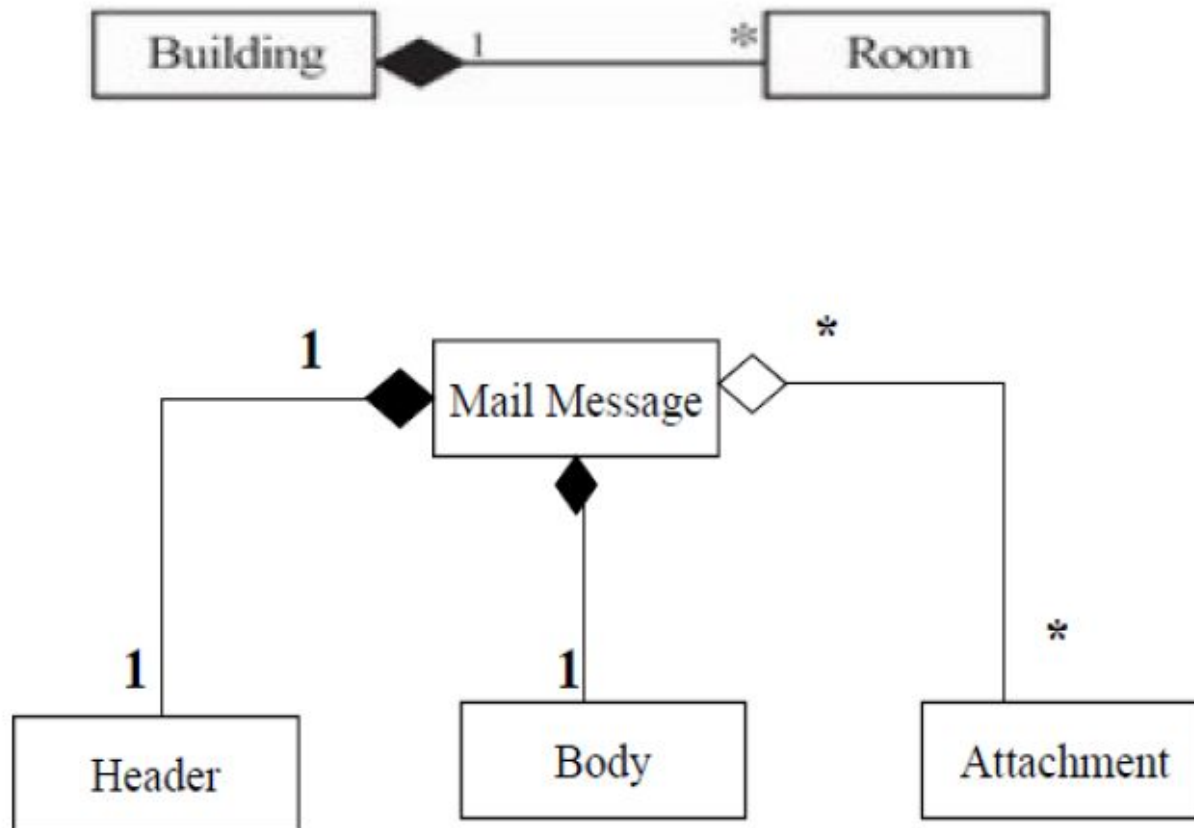 Building 1 * Room
1 Mail Message *
1 1 *
Header Body Attachment